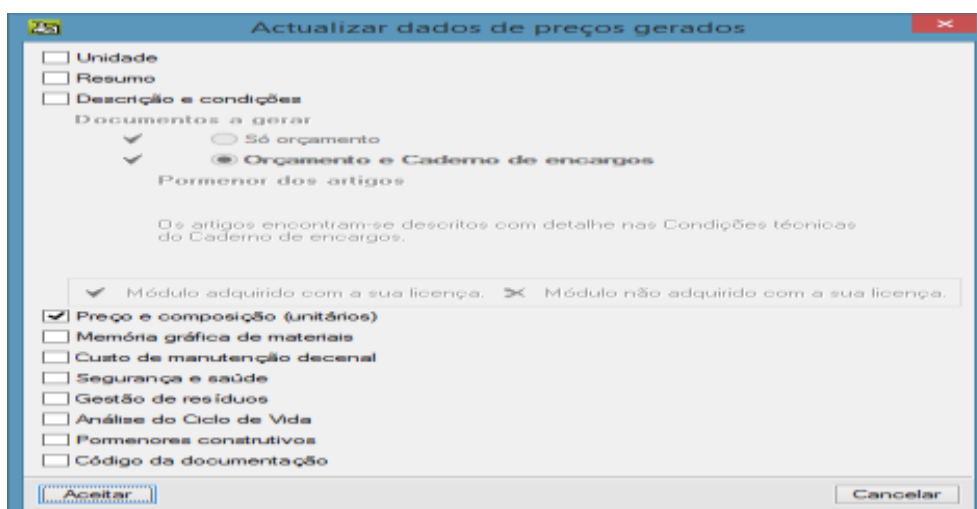 Actualizar dados de preços gerados
Unidade
Resumo
Descrição e condições
Documentos a gerar
Só orçamento
Orçamento e Caderno de encargos
Pormenor dos artigos
Os artigos encontram-se descritos com detalhe nas Condições técnicas
do Caderno de encargos.
Módulo adquirido com a sua licença. Módulo não adquirido com a sua licença.
Preço e composição (unitários)
Memória gráfica de materiais
Custo de manutenção decenal
Segurança e saúde
Gestão de resíduos
Análise do Ciclo de Vida
Pormenores construtivos
Código da documentação
Aceitar Cancelar